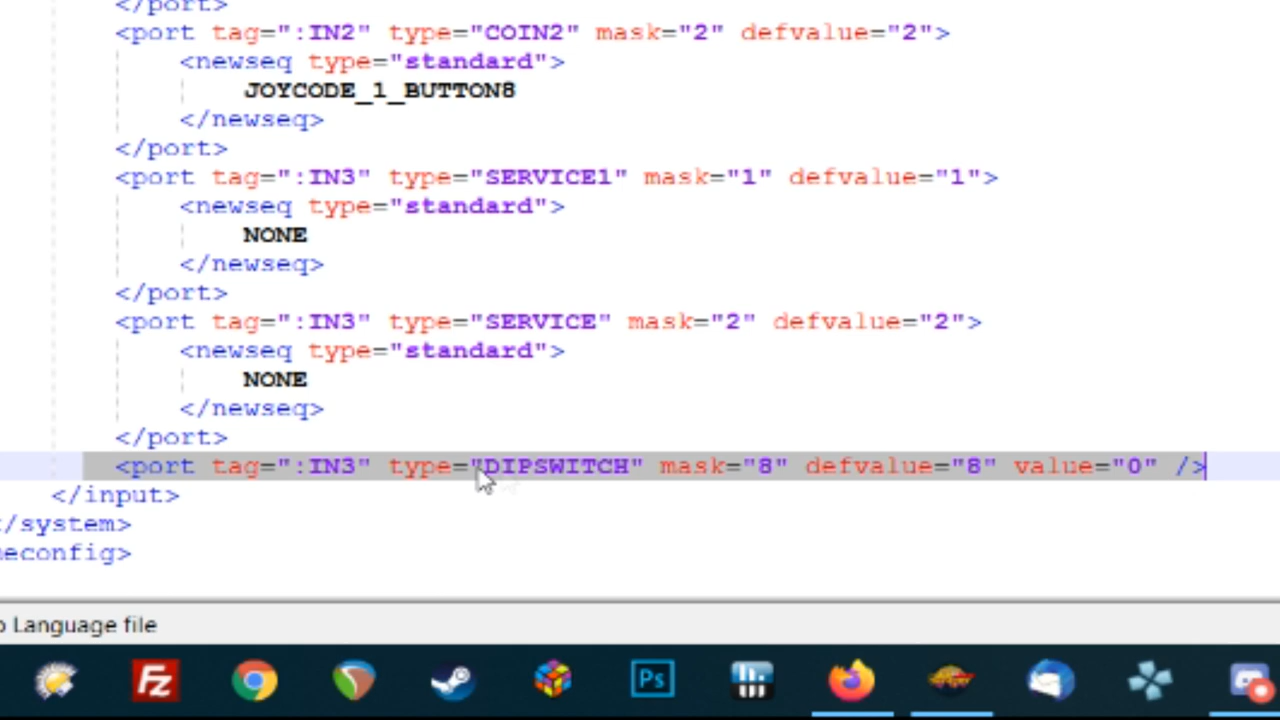 </port>
<port tag=":IN2" type="COIN2" mask="2" defvalue="2">
<newseq type="standard">
JOYCODE_1_BUTTON8
</newseq>
</port>
<port tag=":IN3" type="SERVICE1" mask="1" defvalue="1">
<newseq type="standard">
NONE
</newseq>
</port>
<port tag=":IN3" type="SERVICE" mask="2" defvalue="2">
<newseq type="standard">
NONE
</newseq>
</port>
<port tag=":IN3" type="DIPSWITCH" mask="8" defvalue="8" value="0" />
</input>
/system>
econfig>
Language file
Fz
Ps